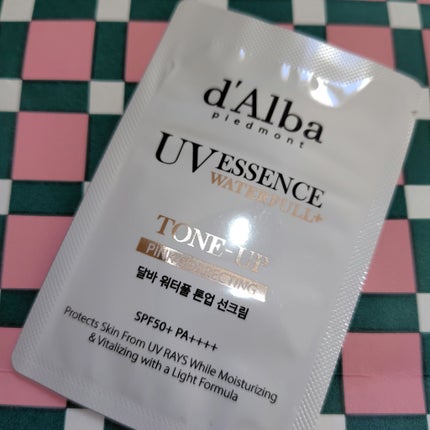 d'Alba
piedmont
UV ESSENCE
WATERFULL+
TONE-UP
PINK CORRECTING
달바 워터풀 톤업 선크림
SPF50+ PA++++
Protects Skin From UV RAYS While Moisturizing
& Vitalizing with a Light Formula